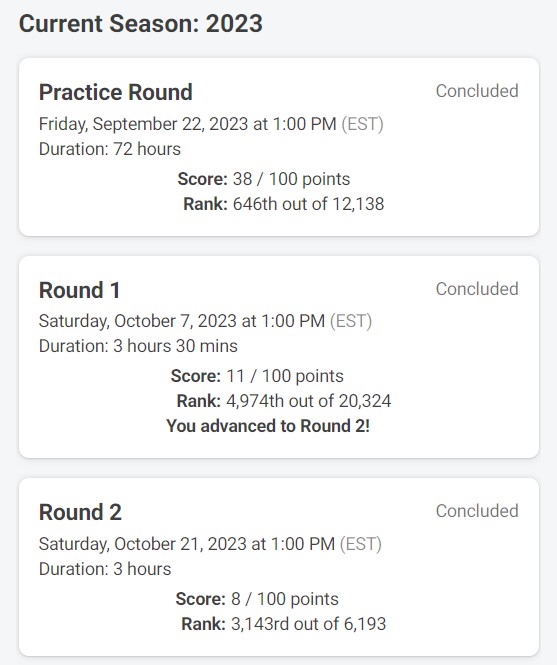 Current Season: 2023
Practice Round
Concluded
Friday, September 22, 2023 at 1:00 PM (EST)
Duration: 72 hours
Score: 38 / 100 points
Rank: 646th out of 12,138
Round 1
Concluded
Saturday, October 7, 2023 at 1:00 PM (EST)
Duration: 3 hours 30 mins
Score: 11 / 100 points
Rank: 4,974th out of 20,324
You advanced to Round 2!
Round 2
Concluded
Saturday, October 21, 2023 at 1:00 PM (EST)
Duration: 3 hours
Score: 8 / 100 points
Rank: 3,143rd out of 6,193